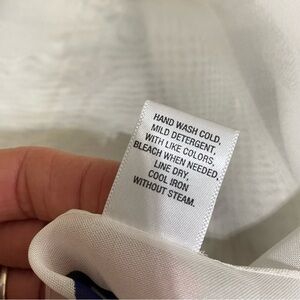 HAND WASH COLD,
MILD DETERGENT,
WITH LIKE COLORS,
BLEACH WHEN NEEDED,
LINE DRY,
COOL IRON
WITHOUT STEAM.